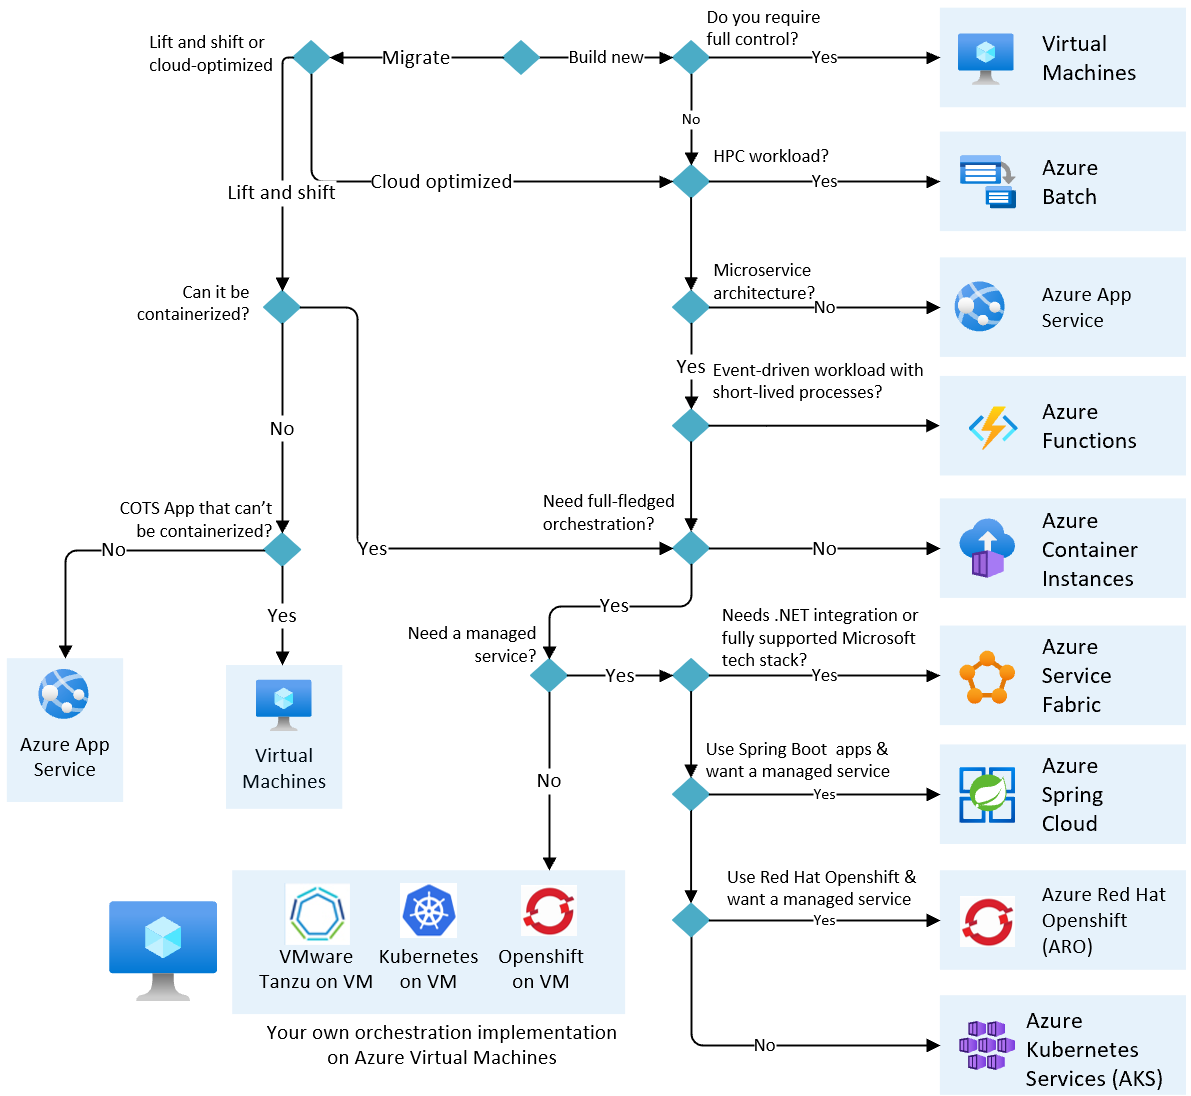 Do you require
full control?
Lift and shift or
cloud-optimized
Migrate
Build new
Yes
Virtual
Machines
No
HPC workload?
Yes
Azure
Batch
Cloud optimized
Lift and shift
Microservice
architecture?
No
Azure App
Service
Can it be
containerized?
Yes
Event-driven workload with
short-lived processes?
Azure
Functions
No
Need full-fledged
orchestration?
COTS App that can't
be containerized?
No
Yes
No
Azure
Container
Instances
Yes
Yes
Need a managed
service?
Yes
Needs .NET integration or
fully supported Microsoft
tech stack?
Yes
Azure
Service
Fabric
Azure App
Service
Virtual
Machines
No
Use Spring Boot apps &
want a managed service
Yes
Azure
Spring
Cloud
Use Red Hat Openshift &
want a managed service
Yes
Azure Red Hat
Openshift
(ARO)
VMware
Tanzu on VM
Kubernetes
on VM
Openshift
on VM
Your own orchestration implementation
on Azure Virtual Machines
No
Azure
Kubernetes
Services (AKS)